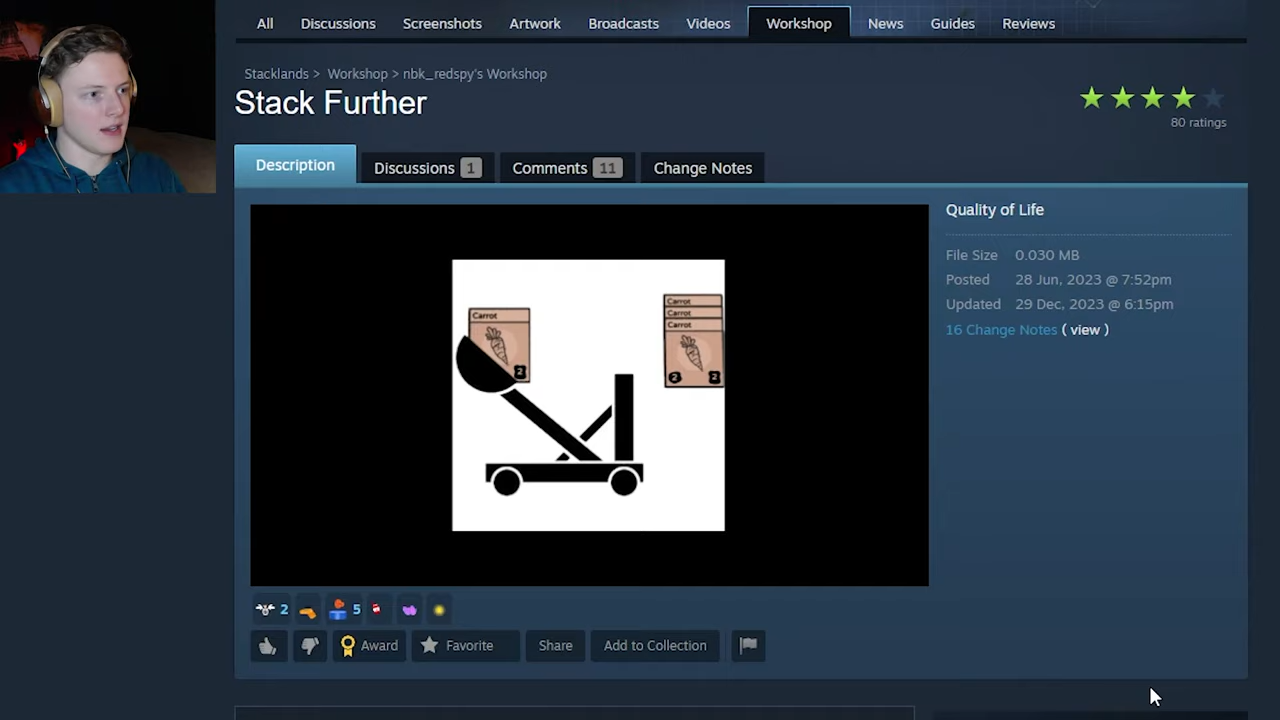 All Discussions Screenshots Artwork Broadcasts Videos Workshop News Guides Reviews
Stacklands > Workshop > nbk_redspy's Workshop
Stack Further
80 ratings
Description Discussions 1 Comments 11 Change Notes
Quality of Life
File Size 0.030 MB
Posted 28 Jun, 2023 @ 7:52pm
Updated 29 Dec, 2023 @ 6:15pm
16 Change Notes ( view )
Carrot
2
Carrot
Carrot
Carrot
2 2
2 5
Award Favorite Share Add to Collection